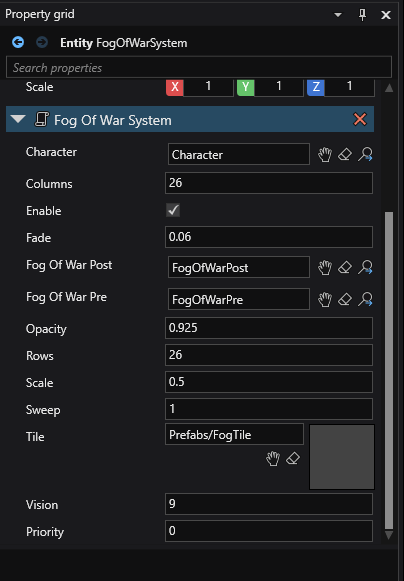 Property grid
Entity FogOfWarSystem
Search properties
Scale X 1 Y 1 Z 1
Fog Of War System
Character Character
Columns 26
Enable
Fade 0.06
Fog Of War Post FogOfWarPost
Fog Of War Pre FogOfWarPre
Opacity 0.925
Rows 26
Scale 0.5
Sweep 1
Tile Prefabs/FogTile
Vision 9
Priority 0